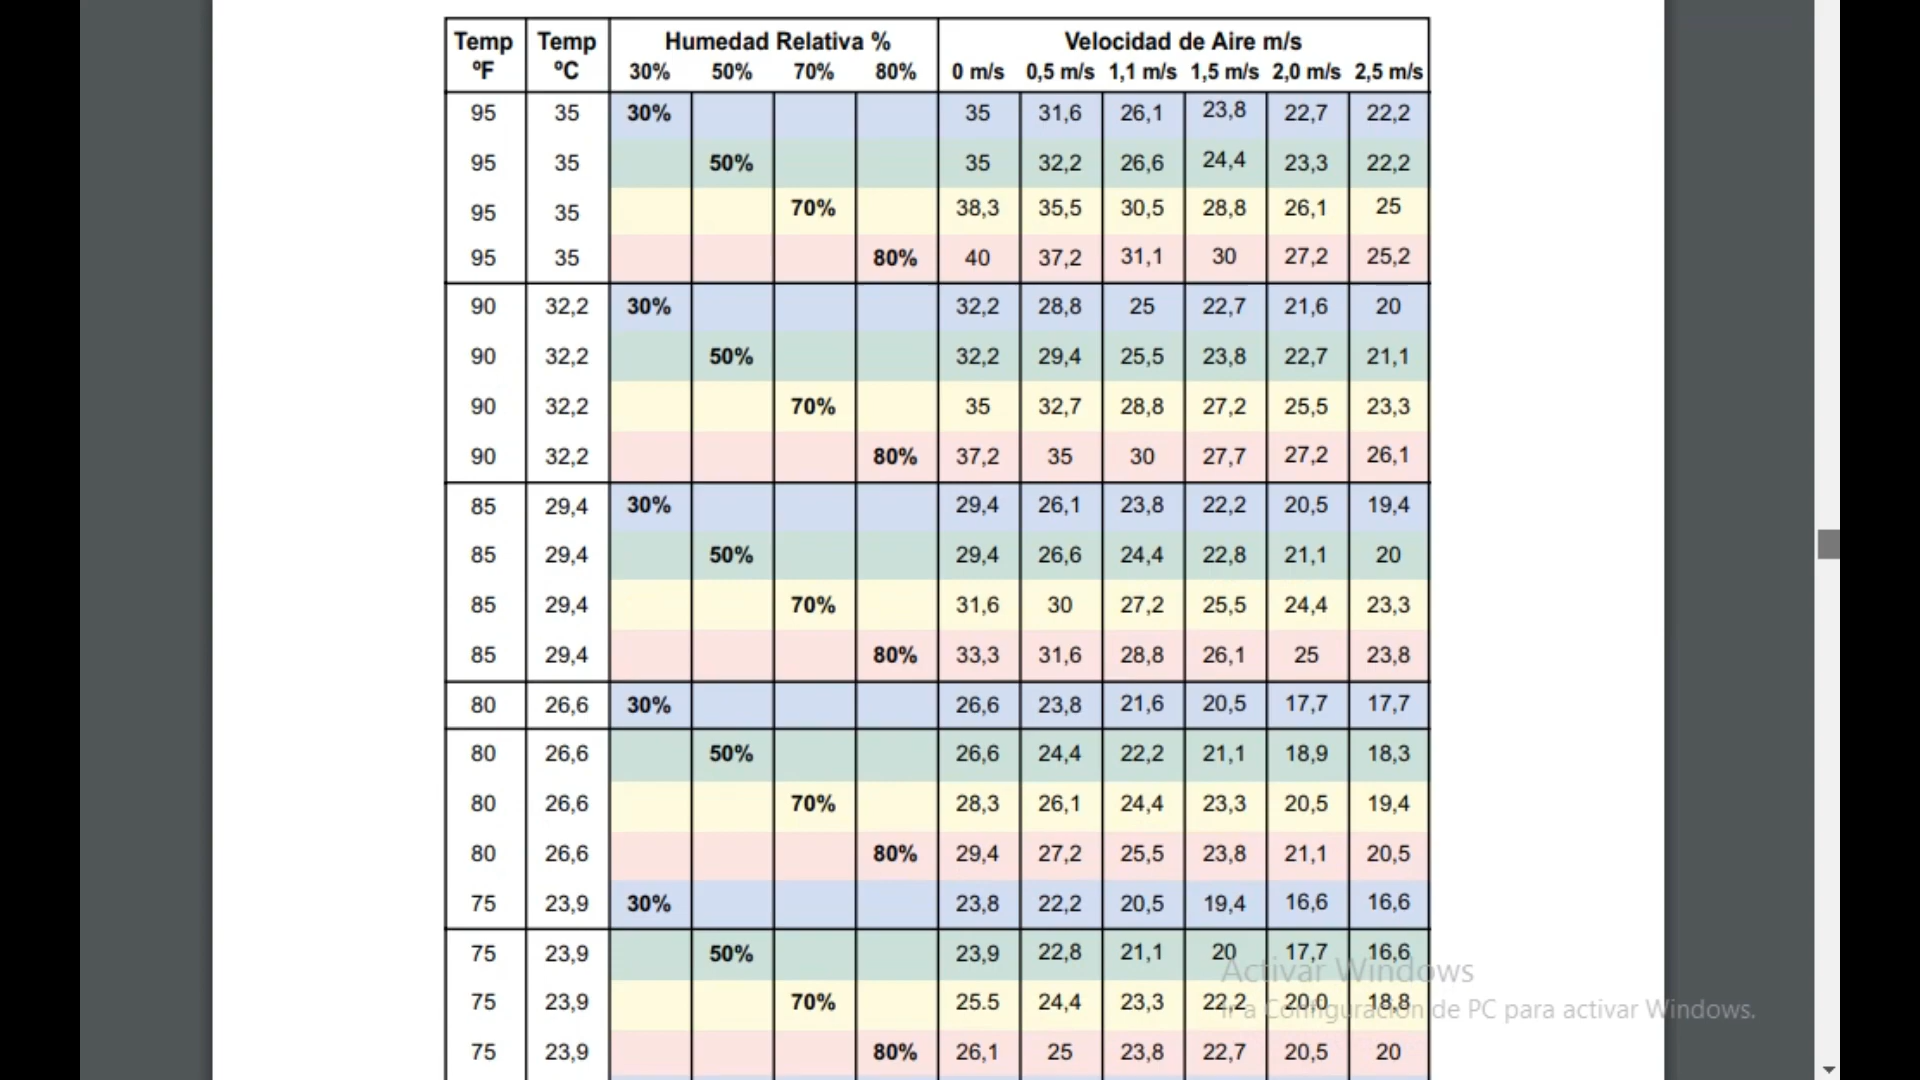 Temp Temp Humedad Relativa % Velocidad de Aire m/s
ºF ºC 30% 50% 70% 80% 0 m/s 0,5 m/s 1,1 m/s 1,5 m/s 2,0 m/s 2,5 m/s
95 35 30% 35 31,6 26,1 23,8 22,7 22,2
95 35 50% 35 32,2 26,6 24,4 23,3 22,2
95 35 70% 38,3 35,5 30,5 28,8 26,1 25
95 35 80% 40 37,2 31,1 30 27,2 25,2
90 32,2 30% 32,2 28,8 25 22,7 21,6 20
90 32,2 50% 32,2 29,4 25,5 23,8 22,7 21,1
90 32,2 70% 35 32,7 28,8 27,2 25,5 23,3
90 32,2 80% 37,2 35 30 27,7 27,2 26,1
85 29,4 30% 29,4 26,1 23,8 22,2 20,5 19,4
85 29,4 50% 29,4 26,6 24,4 22,8 21,1 20
85 29,4 70% 31,6 30 27,2 25,5 24,4 23,3
85 29,4 80% 33,3 31,6 28,8 26,1 25 23,8
80 26,6 30% 26,6 23,8 21,6 20,5 17,7 17,7
80 26,6 50% 26,6 24,4 22,2 21,1 18,9 18,3
80 26,6 70% 28,3 26,1 24,4 23,3 20,5 19,4
80 26,6 80% 29,4 27,2 25,5 23,8 21,1 20,5
75 23,9 30% 23,8 22,2 20,5 19,4 16,6 16,6
75 23,9 50% 23,9 22,8 21,1 20 17,7 16,6
Activar Windows
75 23,9 70% 25.5 24,4 23,3 22,2 20,0 18,8
Ir a Configuración de PC para activar Windows.
75 23,9 80% 26,1 25 23,8 22,7 20,5 20